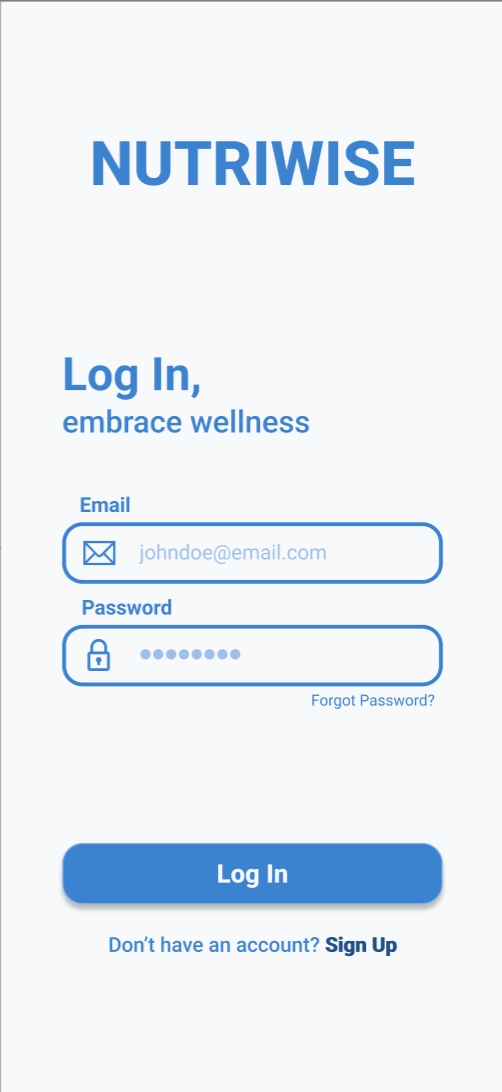 NUTRIWISE
Log In,
embrace wellness
Email
johndoe@email.com
Password
••••••••
Forgot Password?
Log In
Don’t have an account? Sign Up